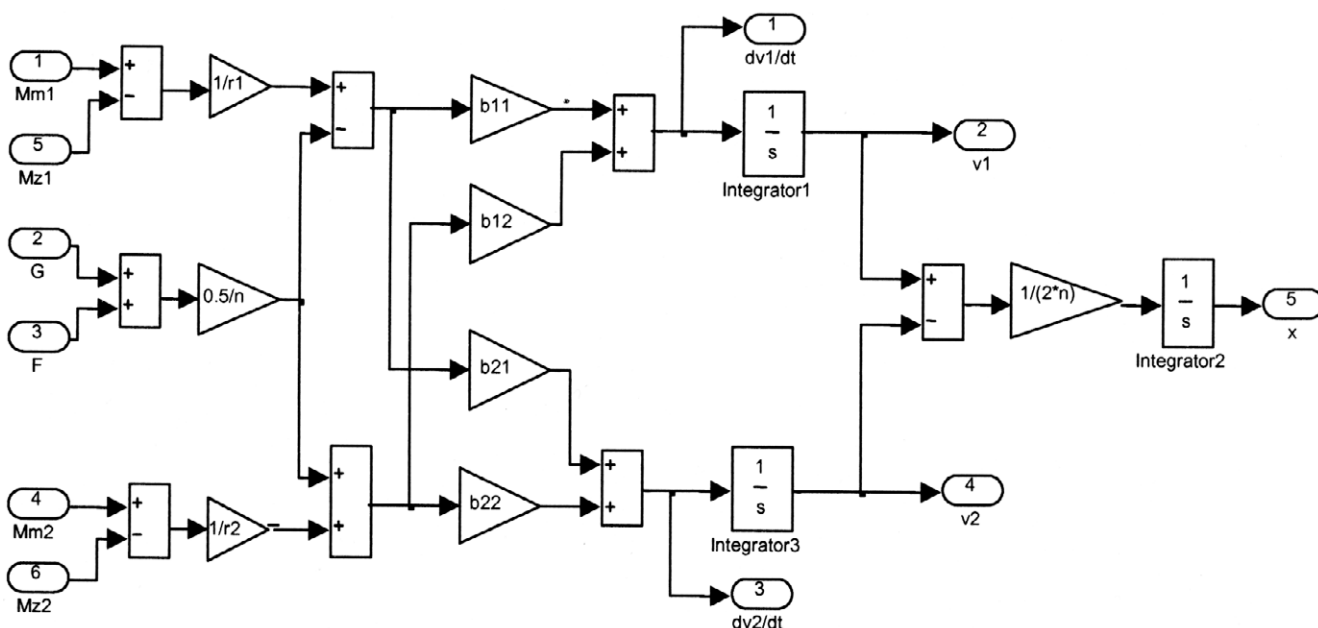 1
dv1/dt
1
Mm1
+
−
1/r1
+
−
b11
+
+
1
s
Integrator1
2
v1
5
Mz1
b12
2
G
+
+
0.5/n
3
F
+
−
1/(2*n)
1
s
Integrator2
5
x
b21
4
Mm2
+
−
1/r2
−
+
+
b22
+
+
1
s
Integrator3
4
v2
6
Mz2
3
dv2/dt